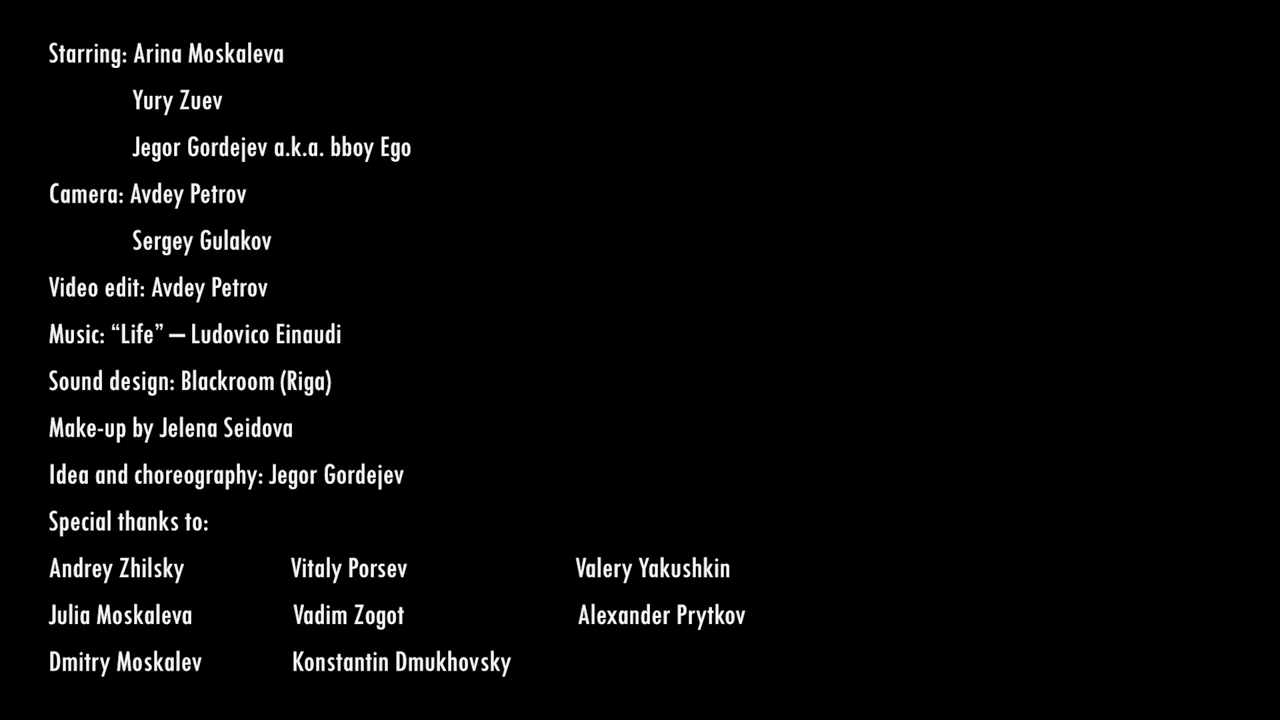 Starring: Arina Moskaleva
Yury Zuev
Jegor Gordejev a.k.a. bboy Ego
Camera: Avdey Petrov
Sergey Gulakov
Video edit: Avdey Petrov
Music: “Life” – Ludovico Einaudi
Sound design: Blackroom (Riga)
Make-up by Jelena Seidova
Idea and choreography: Jegor Gordejev
Special thanks to:
Andrey Zhilsky Vitaly Porsev Valery Yakushkin
Julia Moskaleva Vadim Zogot Alexander Prytkov
Dmitry Moskalev Konstantin Dmukhovsky